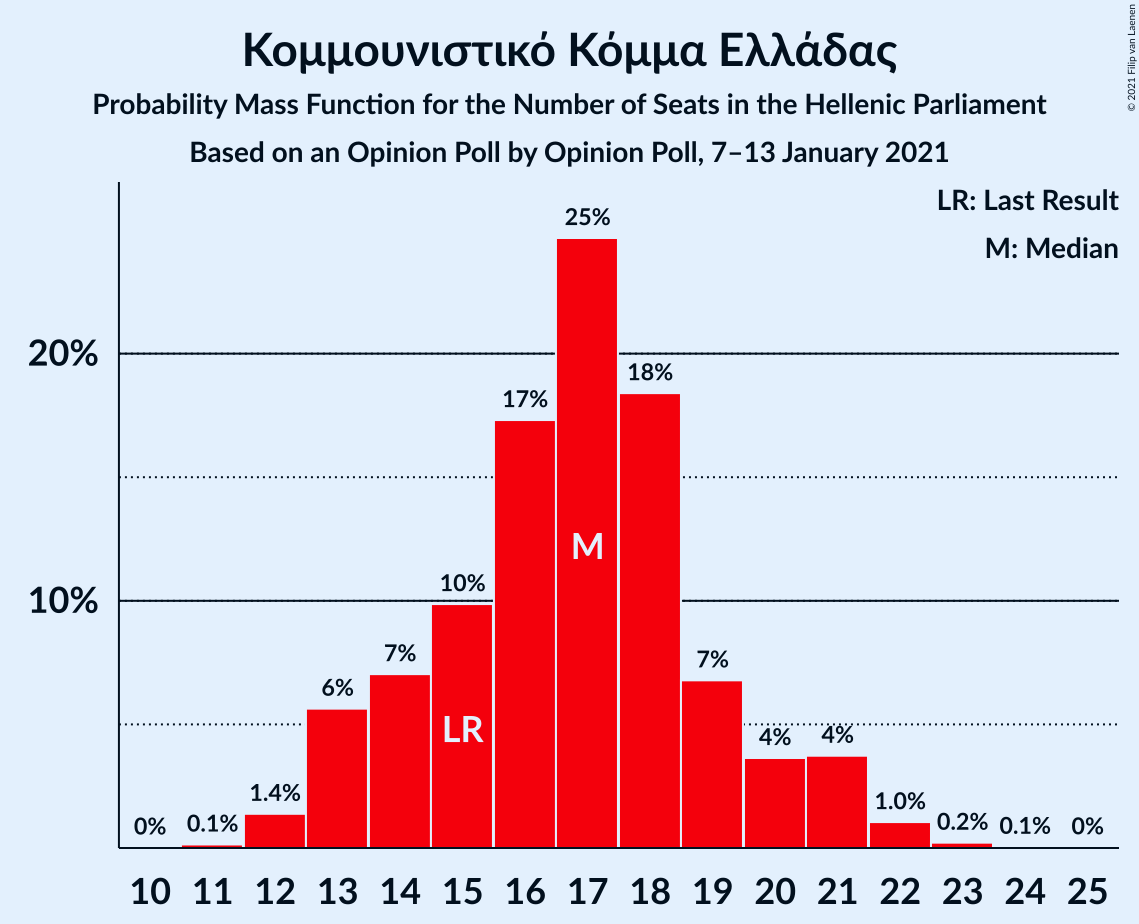 Κομμουνιστικό Κόμμα Ελλάδας
Probability Mass Function for the Number of Seats in the Hellenic Parliament
Based on an Opinion Poll by Opinion Poll, 7–13 January 2021
© 2021 Filip van Laenen
LR: Last Result
M: Median
25%
20%
18%
17%
M
10%
10%
7%
7%
6%
LR
4%
4%
1.4%
1.0%
0%
0.1%
0.2%
0.1%
0%
10 11 12 13 14 15 16 17 18 19 20 21 22 23 24 25